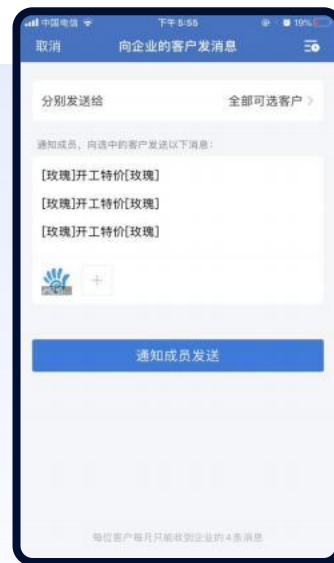 中国电信 下午 5:55 19%
取消 向企业的客户发消息
分别发送给 全部可选客户
通知成员，向选中的客户发送以下消息：
[玫瑰]开工特价[玫瑰]
[玫瑰]开工特价[玫瑰]
[玫瑰]开工特价[玫瑰]
通知成员发送
每位客户每月只能收到企业的4条消息